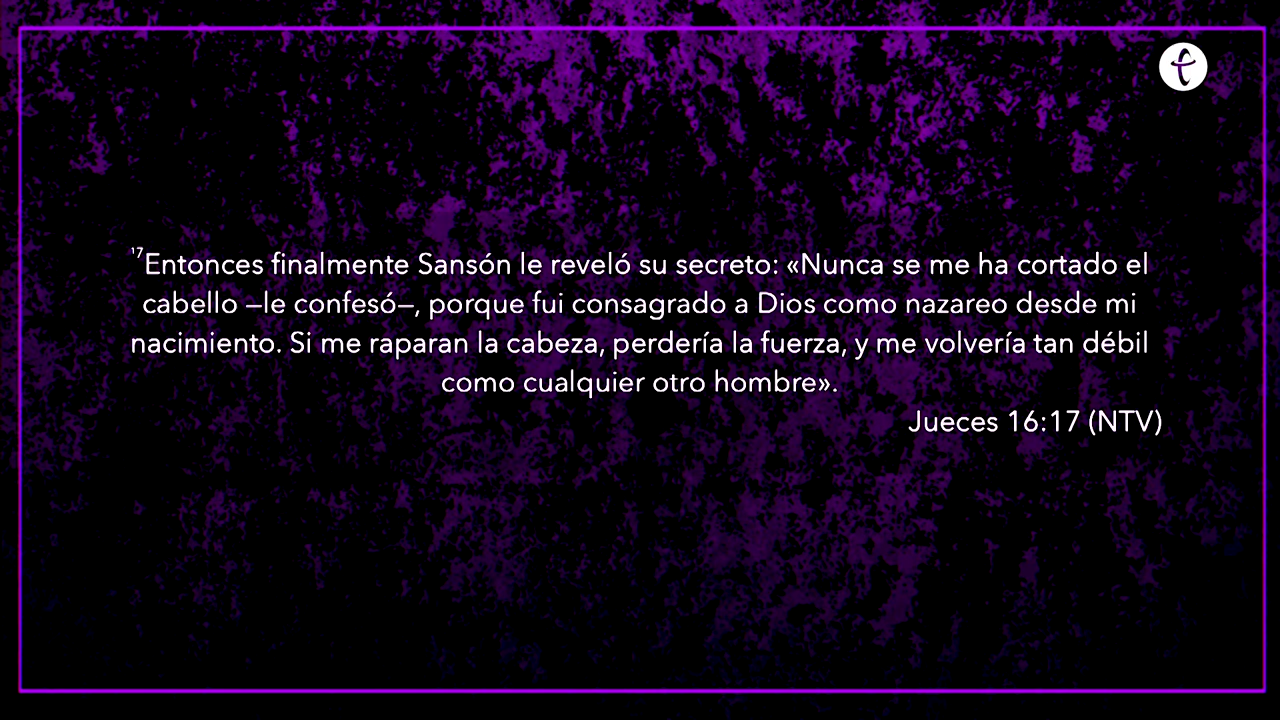 ¹⁷Entonces finalmente Sansón le reveló su secreto: «Nunca se me ha cortado el
cabello —le confesó—, porque fui consagrado a Dios como nazareo desde mi
nacimiento. Si me raparan la cabeza, perdería la fuerza, y me volvería tan débil
como cualquier otro hombre».
Jueces 16:17 (NTV)